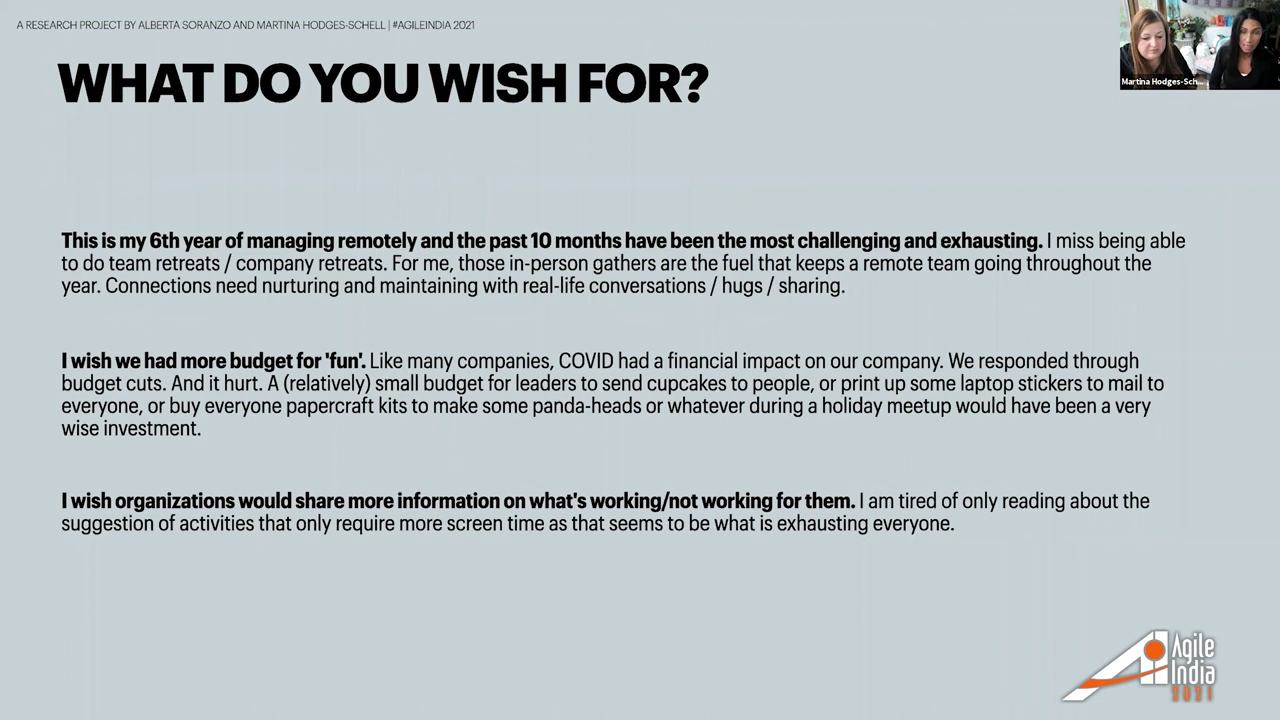 A RESEARCH PROJECT BY ALBERTA SORANZO AND MARTINA HODGES-SCHELL | #AGILEINDIA 2021
Martina Hodges-Sch...
WHAT DO YOU WISH FOR?
This is my 6th year of managing remotely and the past 10 months have been the most challenging and exhausting. I miss being able
to do team retreats / company retreats. For me, those in-person gathers are the fuel that keeps a remote team going throughout the
year. Connections need nurturing and maintaining with real-life conversations / hugs / sharing.
I wish we had more budget for 'fun'. Like many companies, COVID had a financial impact on our company. We responded through
budget cuts. And it hurt. A (relatively) small budget for leaders to send cupcakes to people, or print up some laptop stickers to mail to
everyone, or buy everyone papercraft kits to make some panda-heads or whatever during a holiday meetup would have been a very
wise investment.
I wish organizations would share more information on what's working/not working for them. I am tired of only reading about the
suggestion of activities that only require more screen time as that seems to be what is exhausting everyone.
Agile
India
2021